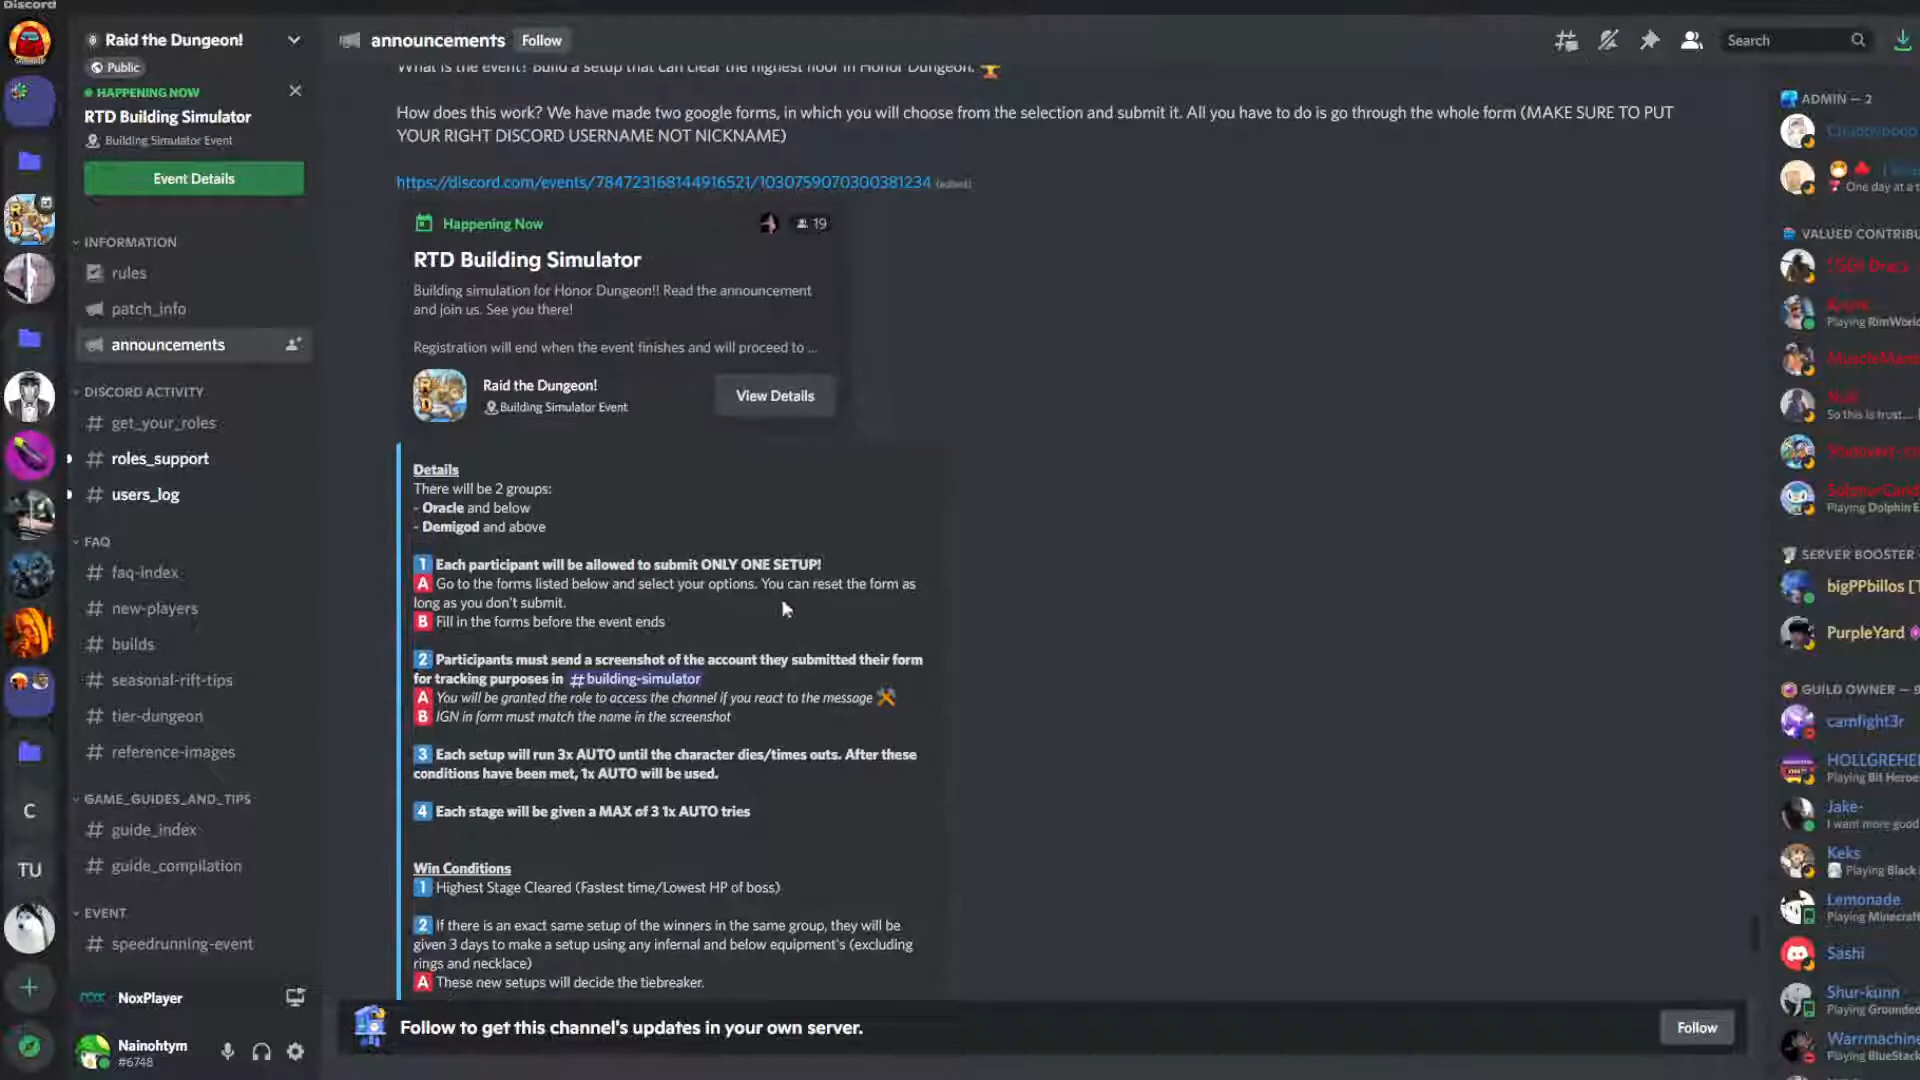 Discord
Raid the Dungeon!
Public
HAPPENING NOW
RTD Building Simulator
Building Simulator Event
Event Details
INFORMATION
rules
patch_info
announcements
DISCORD ACTIVITY
get_your_roles
roles_support
users_log
FAQ
faq-index
new-players
builds
seasonal-rift-tips
tier-dungeon
reference-images
GAME_GUIDES_AND_TIPS
guide_index
guide_compilation
EVENT
speedrunning-event
C
TU
NoxPlayer
Nainohtym
#6748
announcements
Follow
Search
What is the event? Build a setup that can clear the highest floor in Honor Dungeon.
How does this work? We have made two google forms, in which you will choose from the selection and submit it. All you have to do is go through the whole form (MAKE SURE TO PUT
YOUR RIGHT DISCORD USERNAME NOT NICKNAME)
https://discord.com/events/784723168144916521/1030759070300381234 (edited)
Happening Now
19
RTD Building Simulator
Building simulation for Honor Dungeon!! Read the announcement
and join us. See you there!
Registration will end when the event finishes and will proceed to ...
Raid the Dungeon!
Building Simulator Event
View Details
Details
There will be 2 groups:
- Oracle and below
- Demigod and above
1 Each participant will be allowed to submit ONLY ONE SETUP!
A Go to the forms listed below and select your options. You can reset the form as
long as you don't submit.
B Fill in the forms before the event ends
2 Participants must send a screenshot of the account they submitted their form
for tracking purposes in #building-simulator
A You will be granted the role to access the channel if you react to the message
B IGN in form must match the name in the screenshot
3 Each setup will run 3x AUTO until the character dies/times outs. After these
conditions have been met, 1x AUTO will be used.
4 Each stage will be given a MAX of 3 1x AUTO tries
Win Conditions
1 Highest Stage Cleared (Fastest time/Lowest HP of boss)
2 If there is an exact same setup of the winners in the same group, they will be
given 3 days to make a setup using any infernal and below equipment's (excluding
rings and necklace)
A These new setups will decide the tiebreaker.
Follow to get this channel's updates in your own server.
Follow
ADMIN — 2
One day at a t
VALUED CONTRIBU
Playing RimWorld
MuscleMans
Null
So this is trust...
Playing Dolphin E
SERVER BOOSTER
bigPPbillos [T
PurpleYard
GUILD OWNER — 9
camfight3r
HOLLGREHE
Playing Bit Heroe
Jake-
I want more good
Keks
Playing Black
Lemonade
Playing Minecraft
Sashi
Shur-kunn
Playing Grounded
Warrmachine
Playing BlueStack